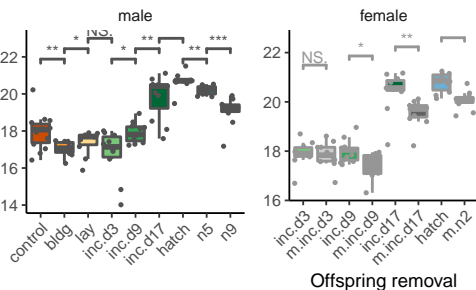 male
female
NS.
** * * ** ** ***
NS. * **
22
20
18
16
14
22
20
18
16
control bldg lay inc.d3 inc.d9 inc.d17 hatch n5 n9
inc.d3 m.inc.d3 inc.d9 m.inc.d9 inc.d17 m.inc.d17 hatch m.n2
Offspring removal